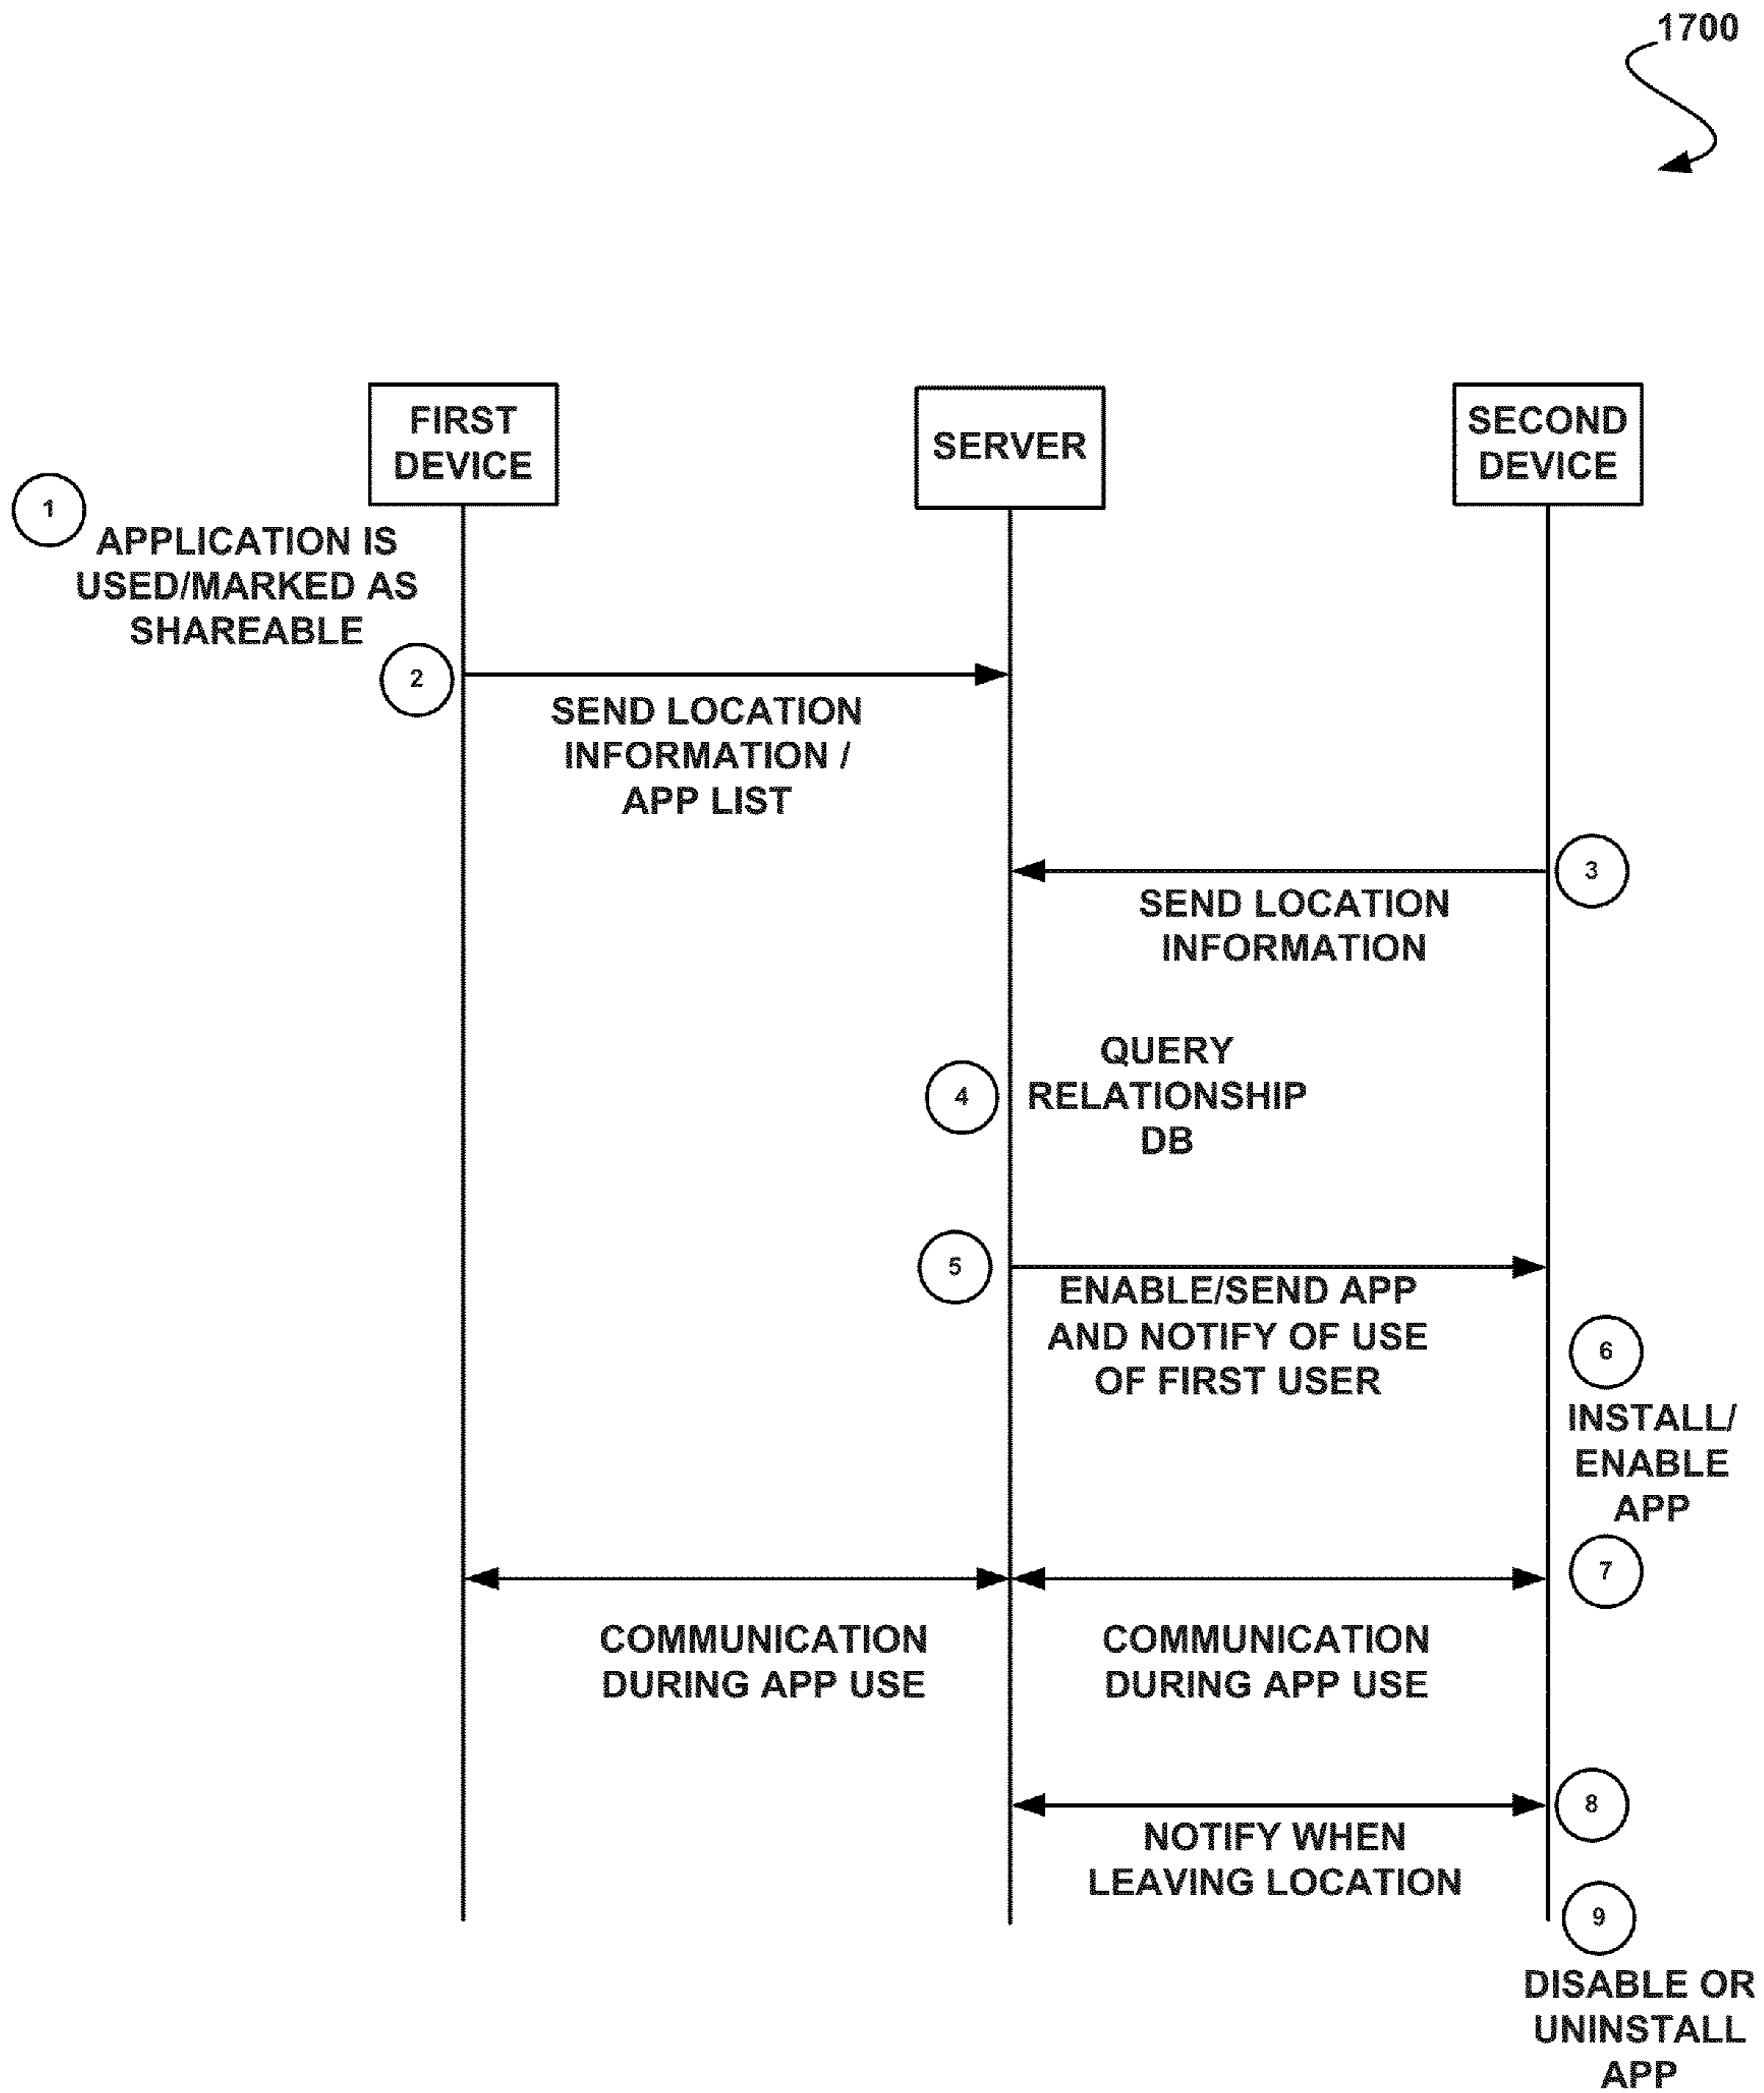 1700
FIRST
DEVICE
SERVER
SECOND
DEVICE
1
APPLICATION IS
USED/MARKED AS
SHAREABLE
2
SEND LOCATION
INFORMATION /
APP LIST
3
SEND LOCATION
INFORMATION
4
QUERY
RELATIONSHIP
DB
5
ENABLE/SEND APP
AND NOTIFY OF USE
OF FIRST USER
6
INSTALL/
ENABLE
APP
7
COMMUNICATION
DURING APP USE
COMMUNICATION
DURING APP USE
8
NOTIFY WHEN
LEAVING LOCATION
9
DISABLE OR
UNINSTALL
APP